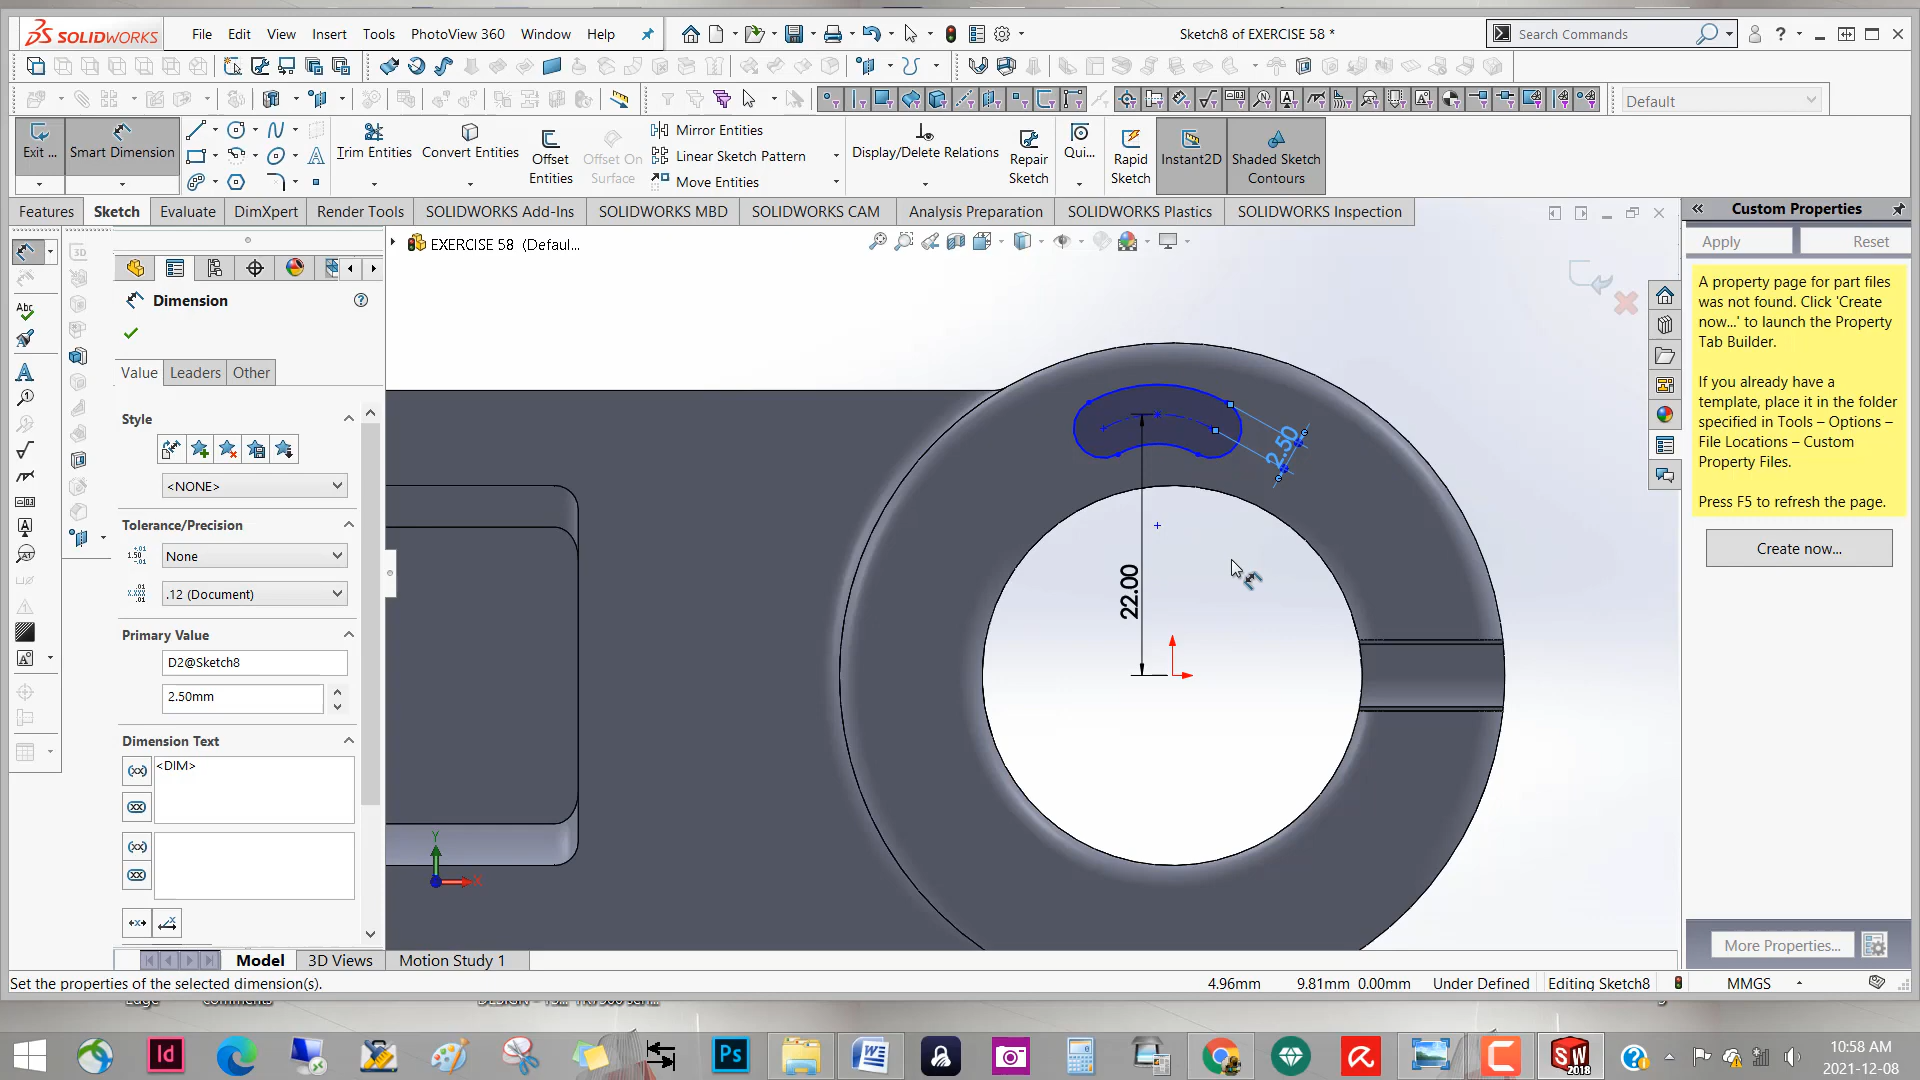 SOLIDWORKS
File Edit View Insert Tools PhotoView 360 Window Help
Sketch8 of EXERCISE 58 *
Search Commands
Default
Exit ...
Smart Dimension
Trim Entities
Convert Entities
Offset Entities
Offset On Surface
Mirror Entities
Linear Sketch Pattern
Move Entities
Display/Delete Relations
Repair Sketch
Qui...
Rapid Sketch
Instant2D
Shaded Sketch Contours
Features Sketch Evaluate DimXpert Render Tools SOLIDWORKS Add-Ins SOLIDWORKS MBD SOLIDWORKS CAM Analysis Preparation SOLIDWORKS Plastics SOLIDWORKS Inspection
Custom Properties
Apply Reset
EXERCISE 58 (Defaul...
Dimension
Value Leaders Other
Style
<NONE>
Tolerance/Precision
None
.12 (Document)
Primary Value
D2@Sketch8
2.50mm
Dimension Text
<DIM>
2.50
22.00
Y
X
A property page for part files
was not found. Click 'Create
now...' to launch the Property
Tab Builder.
If you already have a
template, place it in the folder
specified in Tools – Options –
File Locations – Custom
Property Files.
Press F5 to refresh the page.
Create now...
More Properties...
Model 3D Views Motion Study 1
Set the properties of the selected dimension(s).
4.96mm 9.81mm 0.00mm Under Defined Editing Sketch8 MMGS
10:58 AM
2021-12-08